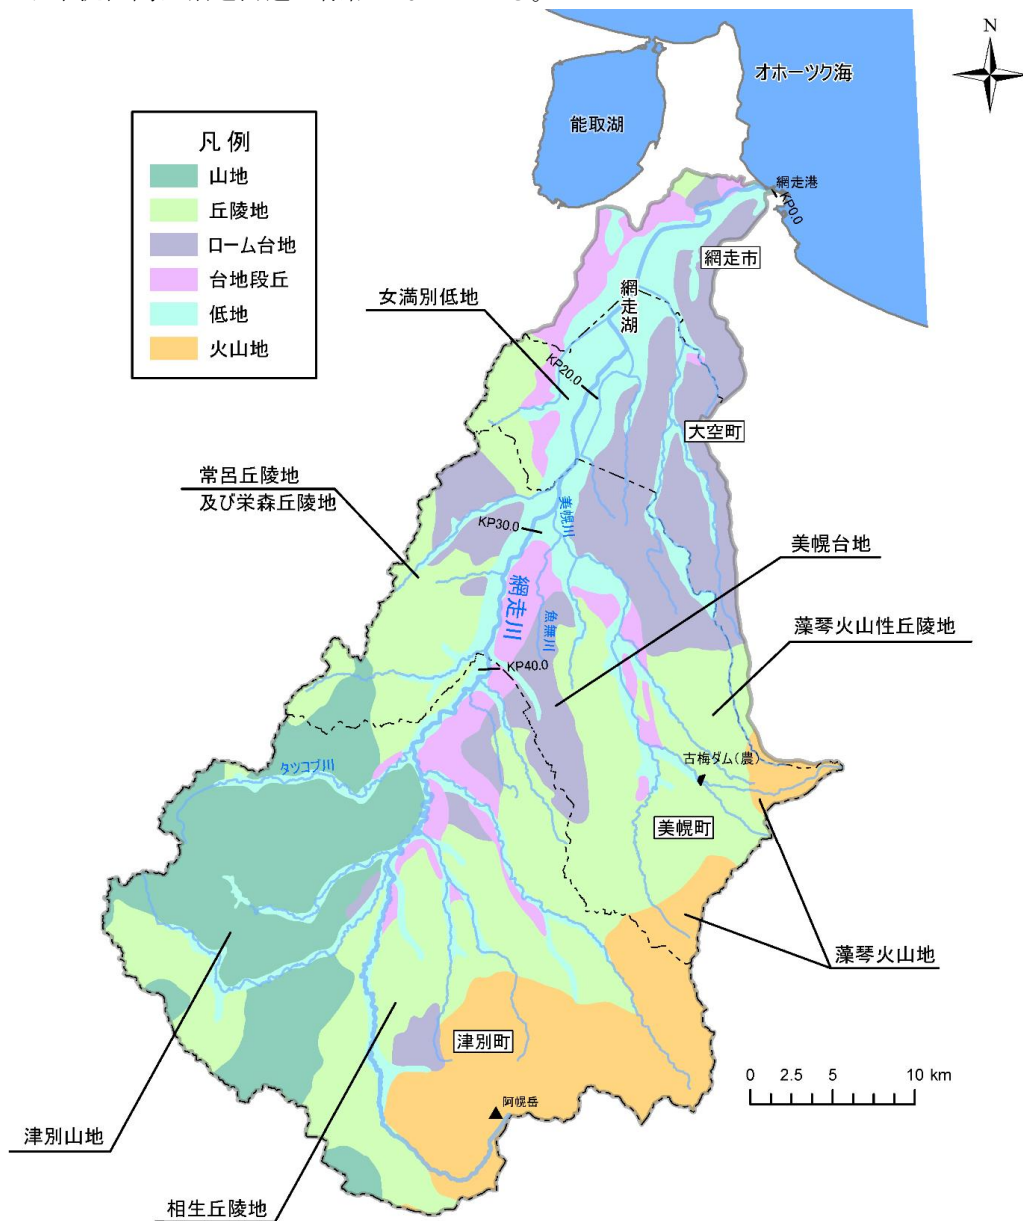 N
オホーツク海
能取湖
凡例
山地
丘陵地
ローム台地
台地段丘
低地
火山地
網走港
KP0.0
網走市
女満別低地
網走湖
KP20.0
大空町
常呂丘陵地
及び栄森丘陵地
美幌川
KP30.0
美幌台地
網走川
魚無川
藻琴火山性丘陵地
KP40.0
古梅ダム(農)
タツコブ川
美幌町
藻琴火山地
津別町
0 2.5 5 10 km
阿幌岳
津別山地
相生丘陵地